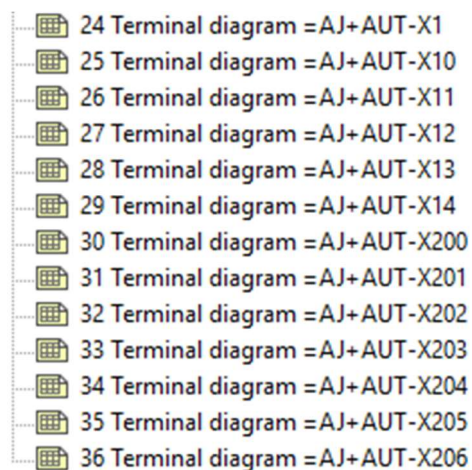 24 Terminal diagram =AJ+AUT-X1
25 Terminal diagram =AJ+AUT-X10
26 Terminal diagram =AJ+AUT-X11
27 Terminal diagram =AJ+AUT-X12
28 Terminal diagram =AJ+AUT-X13
29 Terminal diagram =AJ+AUT-X14
30 Terminal diagram =AJ+AUT-X200
31 Terminal diagram =AJ+AUT-X201
32 Terminal diagram =AJ+AUT-X202
33 Terminal diagram =AJ+AUT-X203
34 Terminal diagram =AJ+AUT-X204
35 Terminal diagram =AJ+AUT-X205
36 Terminal diagram =AJ+AUT-X206